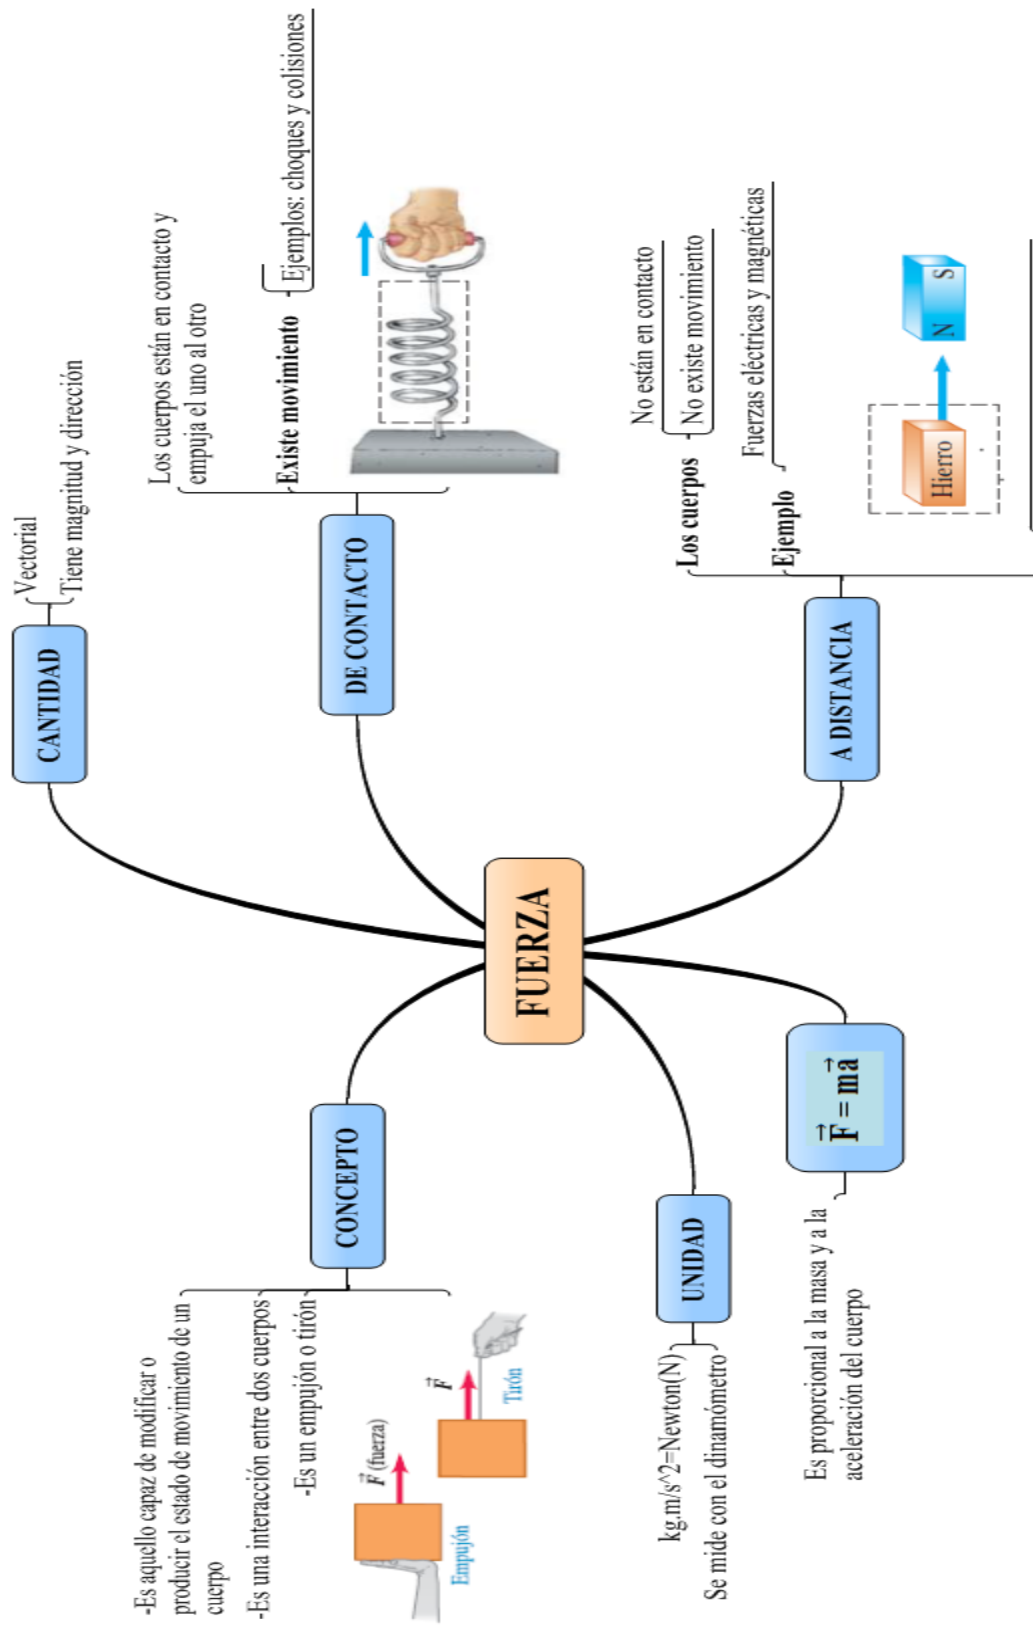 FUERZA
CONCEPTO
-Es aquello capaz de modificar o
producir el estado de movimiento de un
cuerpo
-Es una interacción entre dos cuerpos
-Es un empujón o tirón
F (fuerza)
Empujón
F
Tirón
UNIDAD
kg.m/s^2=Newton(N)
Se mide con el dinamómetro
F = ma
Es proporcional a la masa y a la
aceleración del cuerpo
CANTIDAD
Vectorial
Tiene magnitud y dirección
DE CONTACTO
Los cuerpos están en contacto y
empuja el uno al otro
Existe movimiento
Ejemplos: choques y colisiones
A DISTANCIA
Los cuerpos
No están en contacto
No existe movimiento
Ejemplo
Fuerzas eléctricas y magnéticas
Hierro
N S